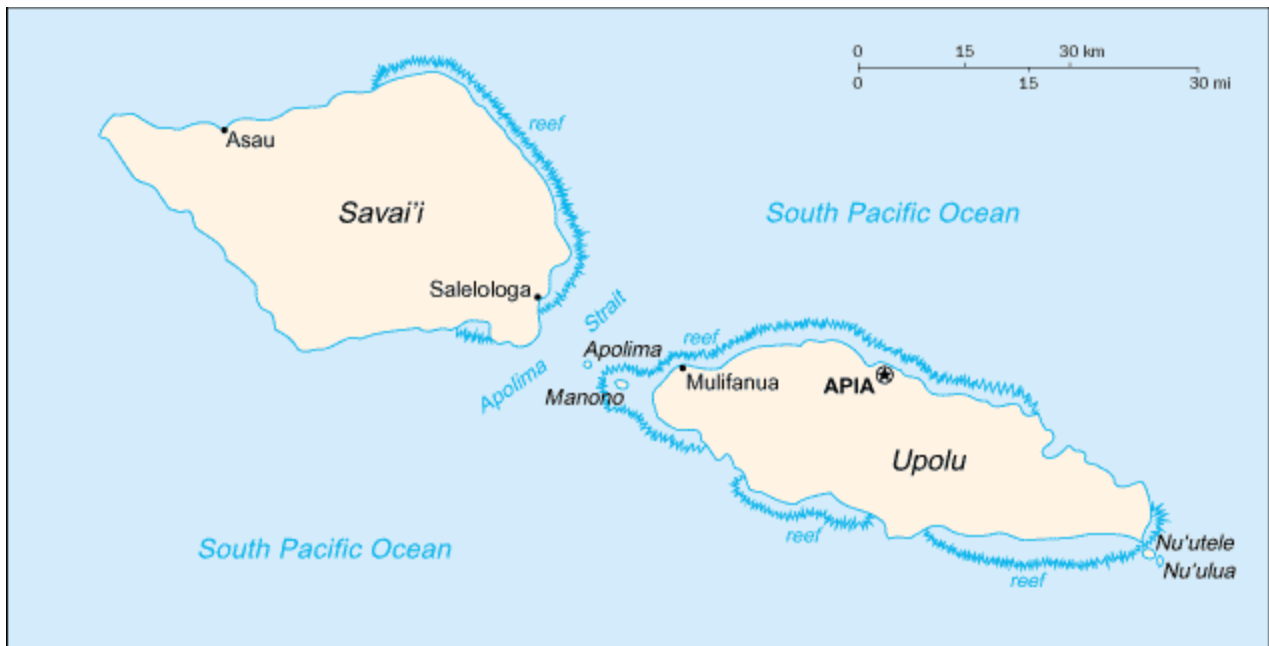 0 15 30 km
0 15 30 mi
reef
Asau
Savai'i
South Pacific Ocean
Salelologa
Strait
reef
Apolima
Apolima
Mulifanua
APIA
Manono
Upolu
reef
South Pacific Ocean
Nu'utele
Nu'ulua
reef